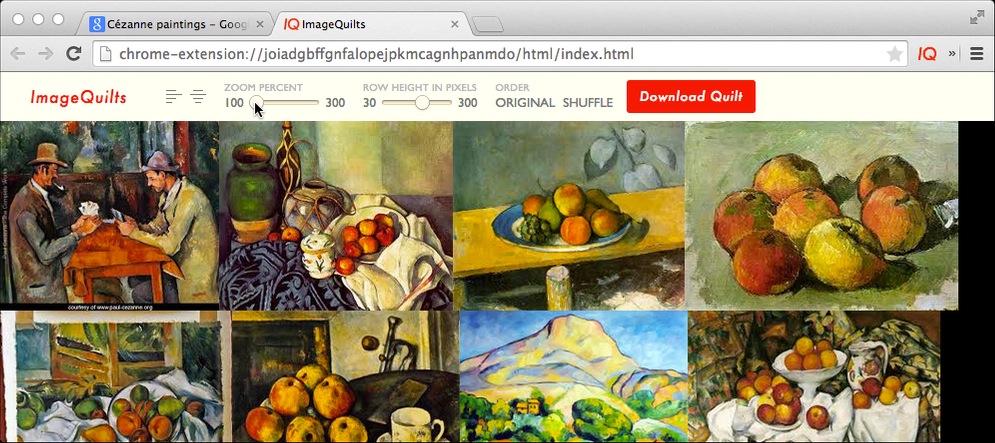 Cézanne paintings – Goog
IQ ImageQuilts
chrome-extension://joiadgbffgnfalopejpkmcagnhpanmdo/html/index.html
IQ »
ImageQuilts
ZOOM PERCENT
100 300
ROW HEIGHT IN PIXELS
30 300
ORDER
ORIGINAL SHUFFLE
Download Quilt
courtesy of www.paul-cezanne.org